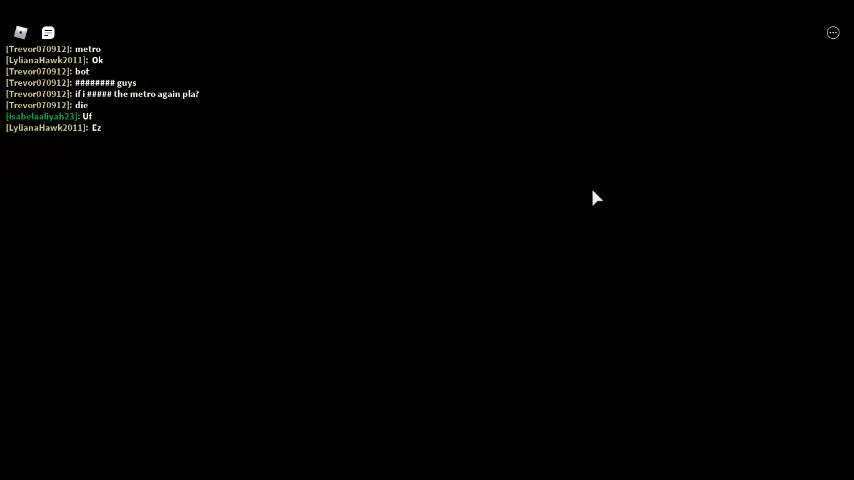 [Trevor070912]: metro
[LylianaHawk2011]: Ok
[Trevor070912]: bot
[Trevor070912]: ######## guys
[Trevor070912]: if i ##### the metro again pla?
[Trevor070912]: die
[isabelaaliyah23]: Uf
[LylianaHawk2011]: Ez